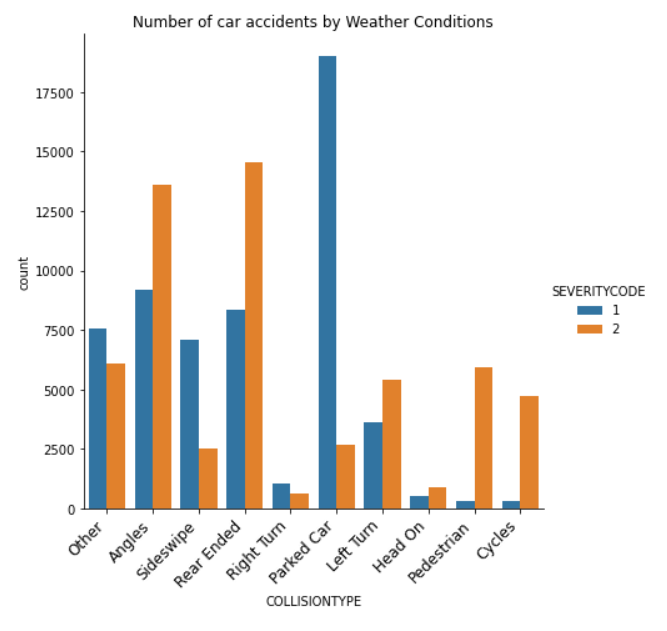 Number of car accidents by Weather Conditions
17500
15000
12500
10000
7500
5000
2500
0
count
Other
Angles
Sideswipe
Rear Ended
Right Turn
Parked Car
Left Turn
Head On
Pedestrian
Cycles
COLLISIONTYPE
SEVERITYCODE
1
2